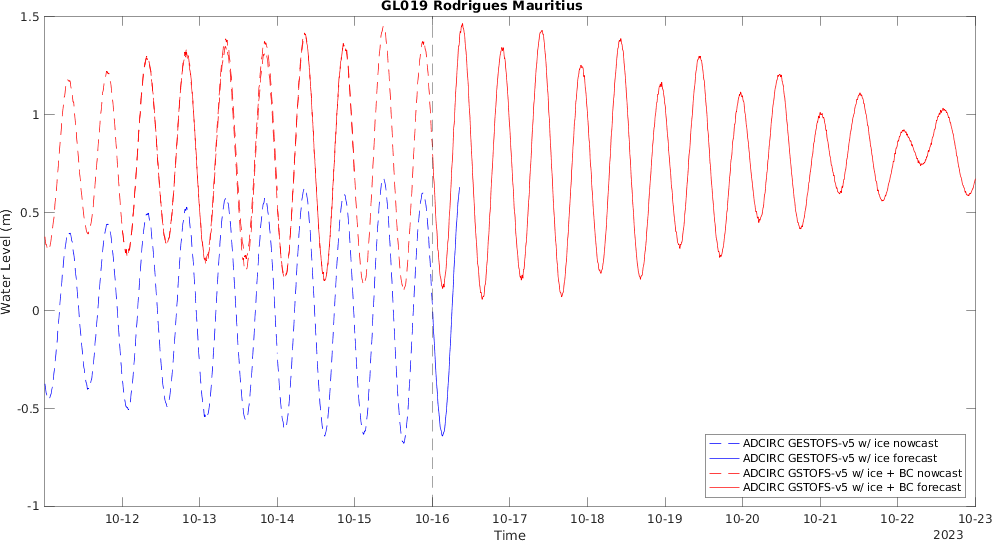 GL019 Rodrigues Mauritius
1.5
1
0.5
0
-0.5
-1
Water Level (m)
10-12
10-13
10-14
10-15
10-16
10-17
10-18
10-19
10-20
10-21
10-22
10-23
Time
2023
ADCIRC GESTOFS-v5 w/ ice nowcast
ADCIRC GESTOFS-v5 w/ ice forecast
ADCIRC GSTOFS-v5 w/ ice + BC nowcast
ADCIRC GSTOFS-v5 w/ ice + BC forecast